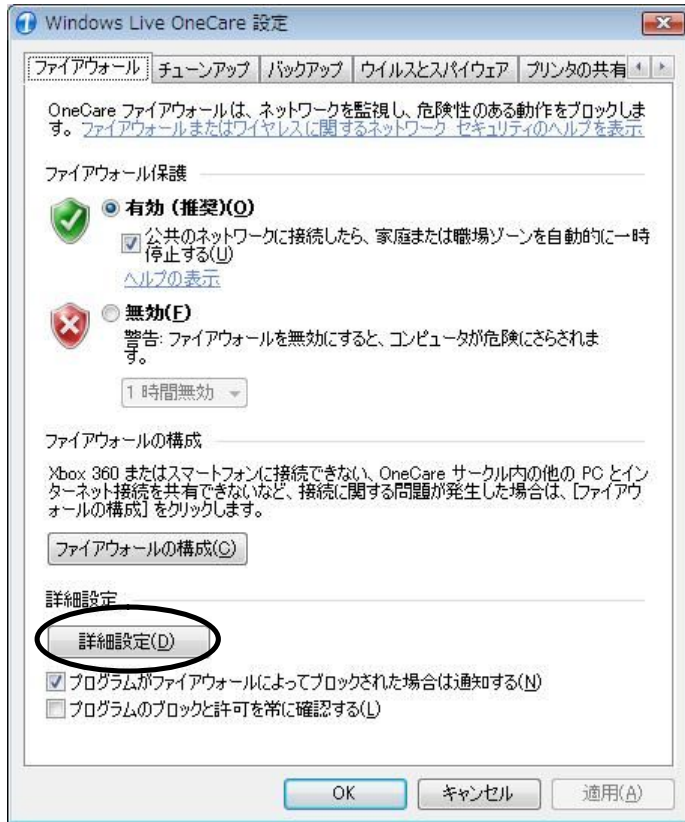 Windows Live OneCare 設定
ファイアウォール チューンアップ バックアップ ウイルスとスパイウェア プリンタの共有
OneCare ファイアウォールは、ネットワークを監視し、危険性のある動作をブロックしま
す。ファイアウォールまたはワイヤレスに関するネットワーク セキュリティのヘルプを表示
ファイアウォール保護
有効 (推奨)(O)
公共のネットワークに接続したら、家庭または職場ゾーンを自動的に一時
停止する(U)
ヘルプの表示
無効(F)
警告: ファイアウォールを無効にすると、コンピュータが危険にさらされま
す。
1 時間無効
ファイアウォールの構成
Xbox 360 またはスマートフォンに接続できない、OneCare サークル内の他の PC とイン
ターネット接続を共有できないなど、接続に関する問題が発生した場合は、[ファイアウ
ォールの構成] をクリックします。
ファイアウォールの構成(C)
詳細設定
詳細設定(D)
プログラムがファイアウォールによってブロックされた場合は通知する(N)
プログラムのブロックと許可を常に確認する(L)
OK キャンセル 適用(A)